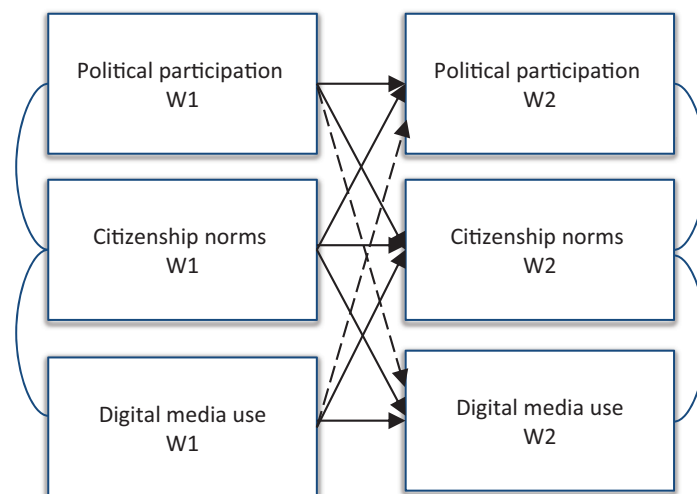 Political participation
W1
Political participation
W2
Citizenship norms
W1
Citizenship norms
W2
Digital media use
W1
Digital media use
W2